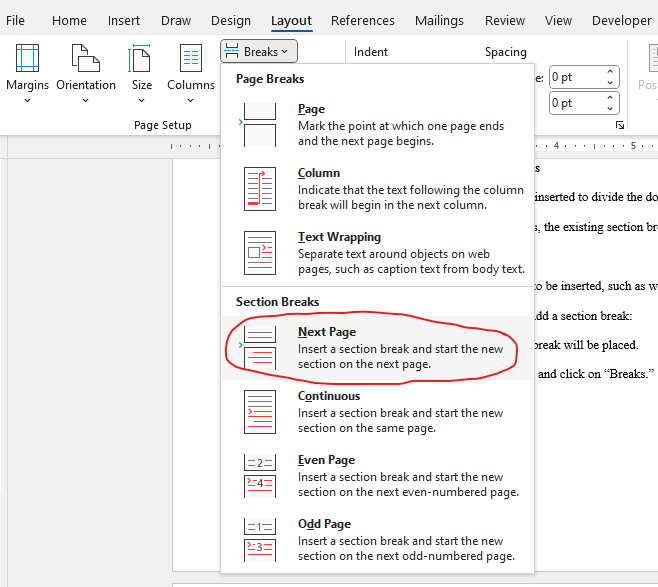 File Home Insert Draw Design Layout References Mailings Review View Developer
Breaks Indent Spacing
Margins Orientation Size Columns
0 pt
0 pt
Page Setup
Page Breaks
Page
Mark the point at which one page ends
and the next page begins.
Column
Indicate that the text following the column
break will begin in the next column.
Text Wrapping
Separate text around objects on web
pages, such as caption text from body text.
Section Breaks
Next Page
Insert a section break and start the new
section on the next page.
Continuous
Insert a section break and start the new
section on the same page.
Even Page
Insert a section break and start the new
section on the next even-numbered page.
Odd Page
Insert a section break and start the new
section on the next odd-numbered page.
2
4
1
3
4 5
inserted to divide the do
, the existing section bre
to be inserted, such as w
add a section break:
break will be placed.
and click on “Breaks.”